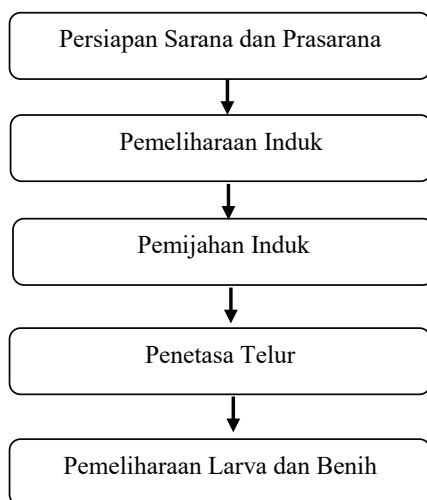 Persiapan Sarana dan Prasarana
Pemeliharaan Induk
Pemijahan Induk
Penetasa Telur
Pemeliharaan Larva dan Benih